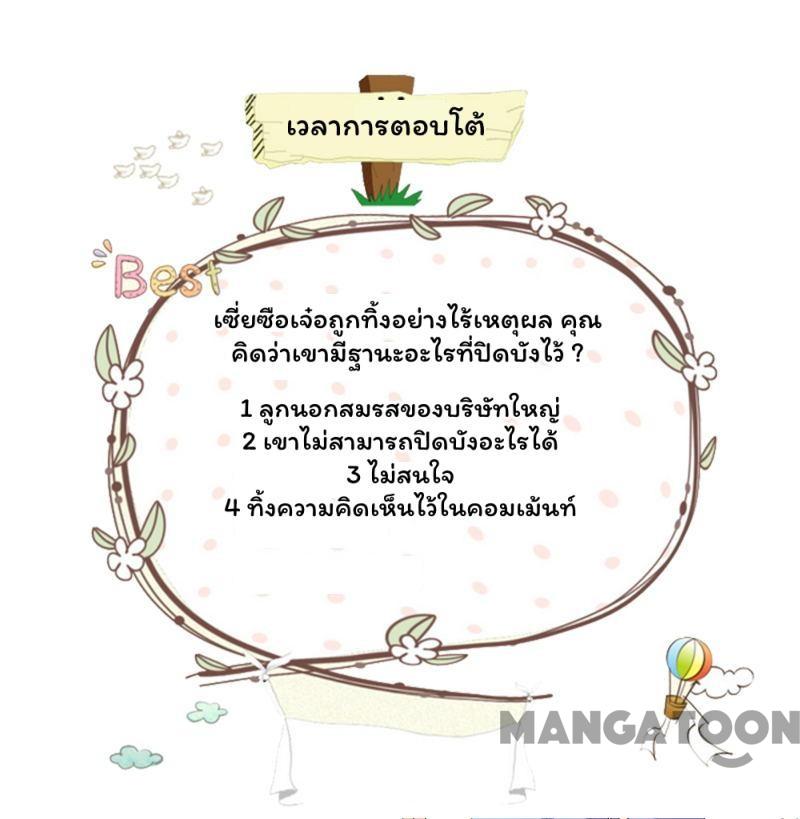 เวลาการตอบโต้
Best
เซี่ยซือเจ๋อถูกทิ้งอย่างไร้เหตุผล คุณ
คิดว่าเขามีฐานะอะไรที่ปิดบังไว้ ?
1 ลูกนอกสมรสของบริษัทใหญ่
2 เขาไม่สามารถปิดบังอะไรได้
3 ไม่สนใจ
4 ทิ้งความคิดเห็นไว้ในคอมเม้นท์
MANGATOON